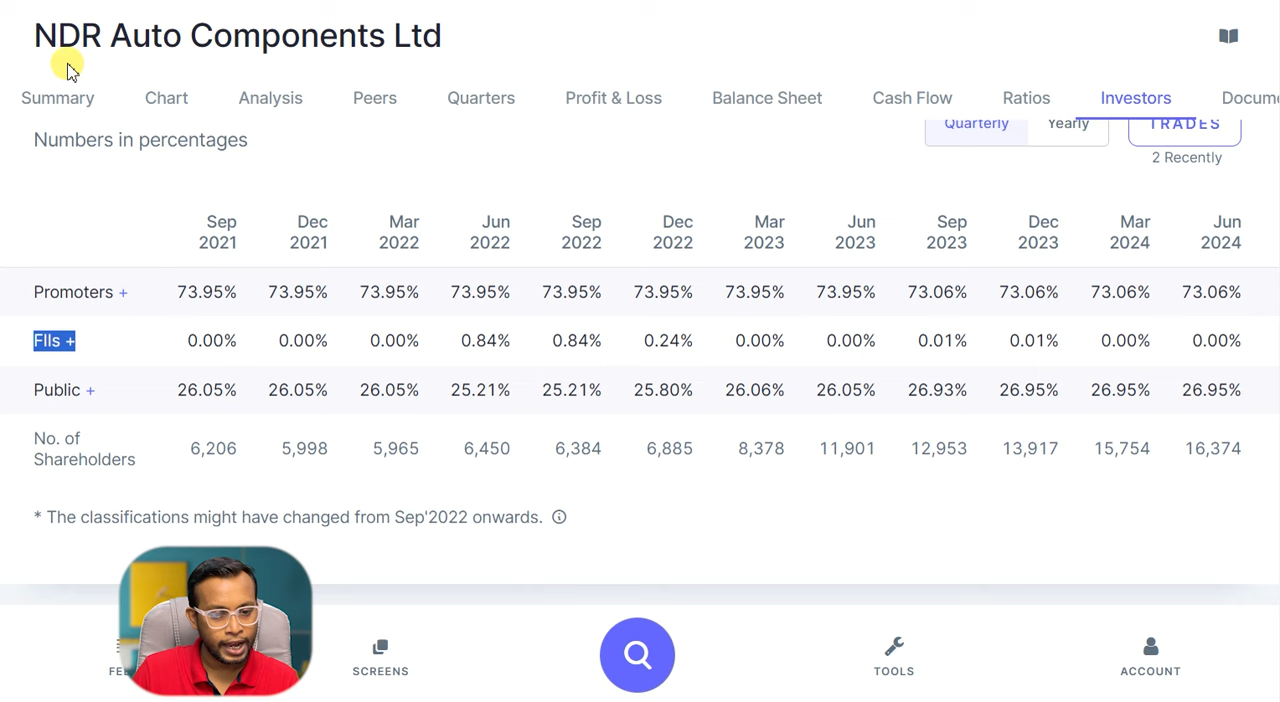 NDR Auto Components Ltd
Summary Chart Analysis Peers Quarters Profit & Loss Balance Sheet Cash Flow Ratios Investors Docume
Numbers in percentages Quarterly Yearly TRADES
2 Recently
Sep 2021 Dec 2021 Mar 2022 Jun 2022 Sep 2022 Dec 2022 Mar 2023 Jun 2023 Sep 2023 Dec 2023 Mar 2024 Jun 2024
Promoters + 73.95% 73.95% 73.95% 73.95% 73.95% 73.95% 73.95% 73.95% 73.06% 73.06% 73.06% 73.06%
FIIs + 0.00% 0.00% 0.00% 0.84% 0.84% 0.24% 0.00% 0.00% 0.01% 0.01% 0.00% 0.00%
Public + 26.05% 26.05% 26.05% 25.21% 25.21% 25.80% 26.06% 26.05% 26.93% 26.95% 26.95% 26.95%
No. of Shareholders 6,206 5,998 5,965 6,450 6,384 6,885 8,378 11,901 12,953 13,917 15,754 16,374
* The classifications might have changed from Sep'2022 onwards.
SCREENS TOOLS ACCOUNT